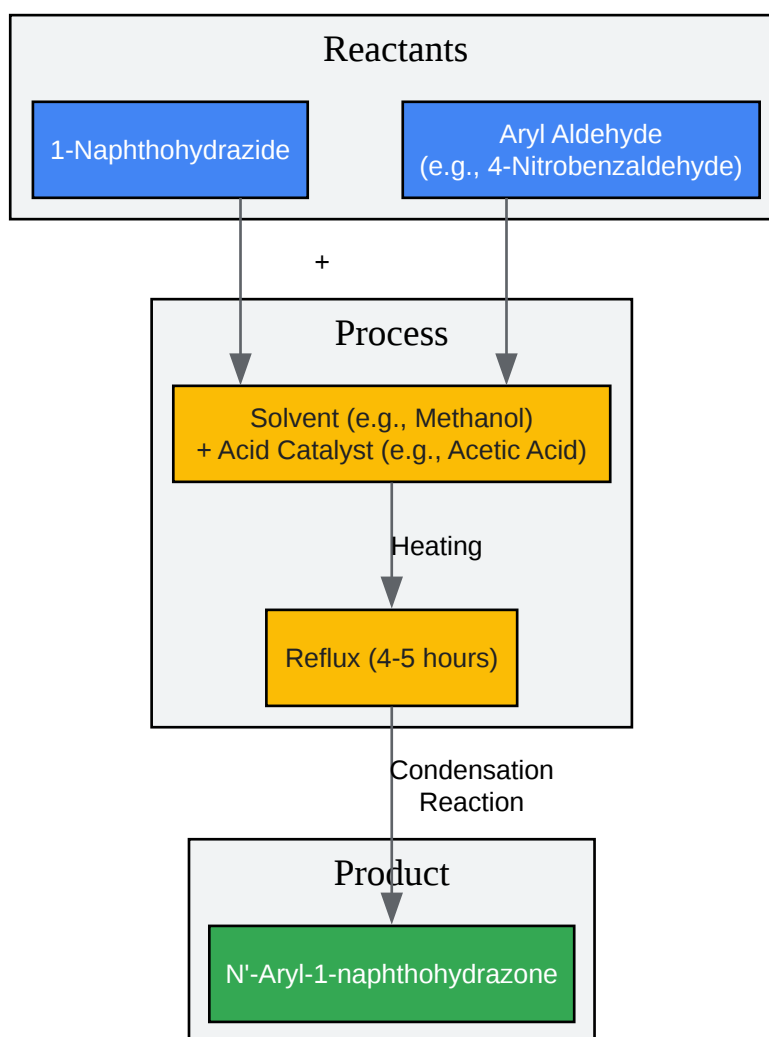 Reactants
1-Naphthohydrazide
Aryl Aldehyde
(e.g., 4-Nitrobenzaldehyde)
+
Process
Solvent (e.g., Methanol)
+ Acid Catalyst (e.g., Acetic Acid)
Heating
Reflux (4-5 hours)
Condensation
Reaction
Product
N'-Aryl-1-naphthohydrazone